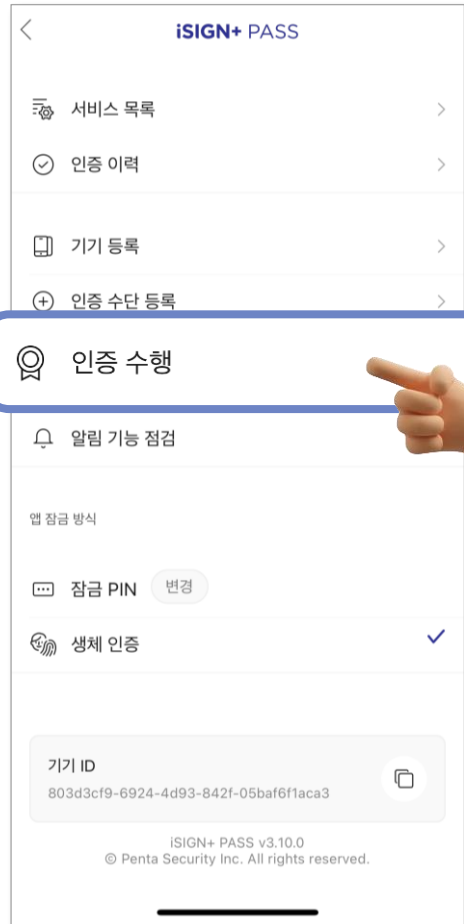 iSIGN+ PASS
서비스 목록
인증 이력
기기 등록
인증 수단 등록
인증 수행
알림 기능 점검
앱 잠금 방식
잠금 PIN 변경
생체 인증
기기 ID
803d3cf9-6924-4d93-842f-05baf6f1aca3
iSIGN+ PASS v3.10.0
© Penta Security Inc. All rights reserved.